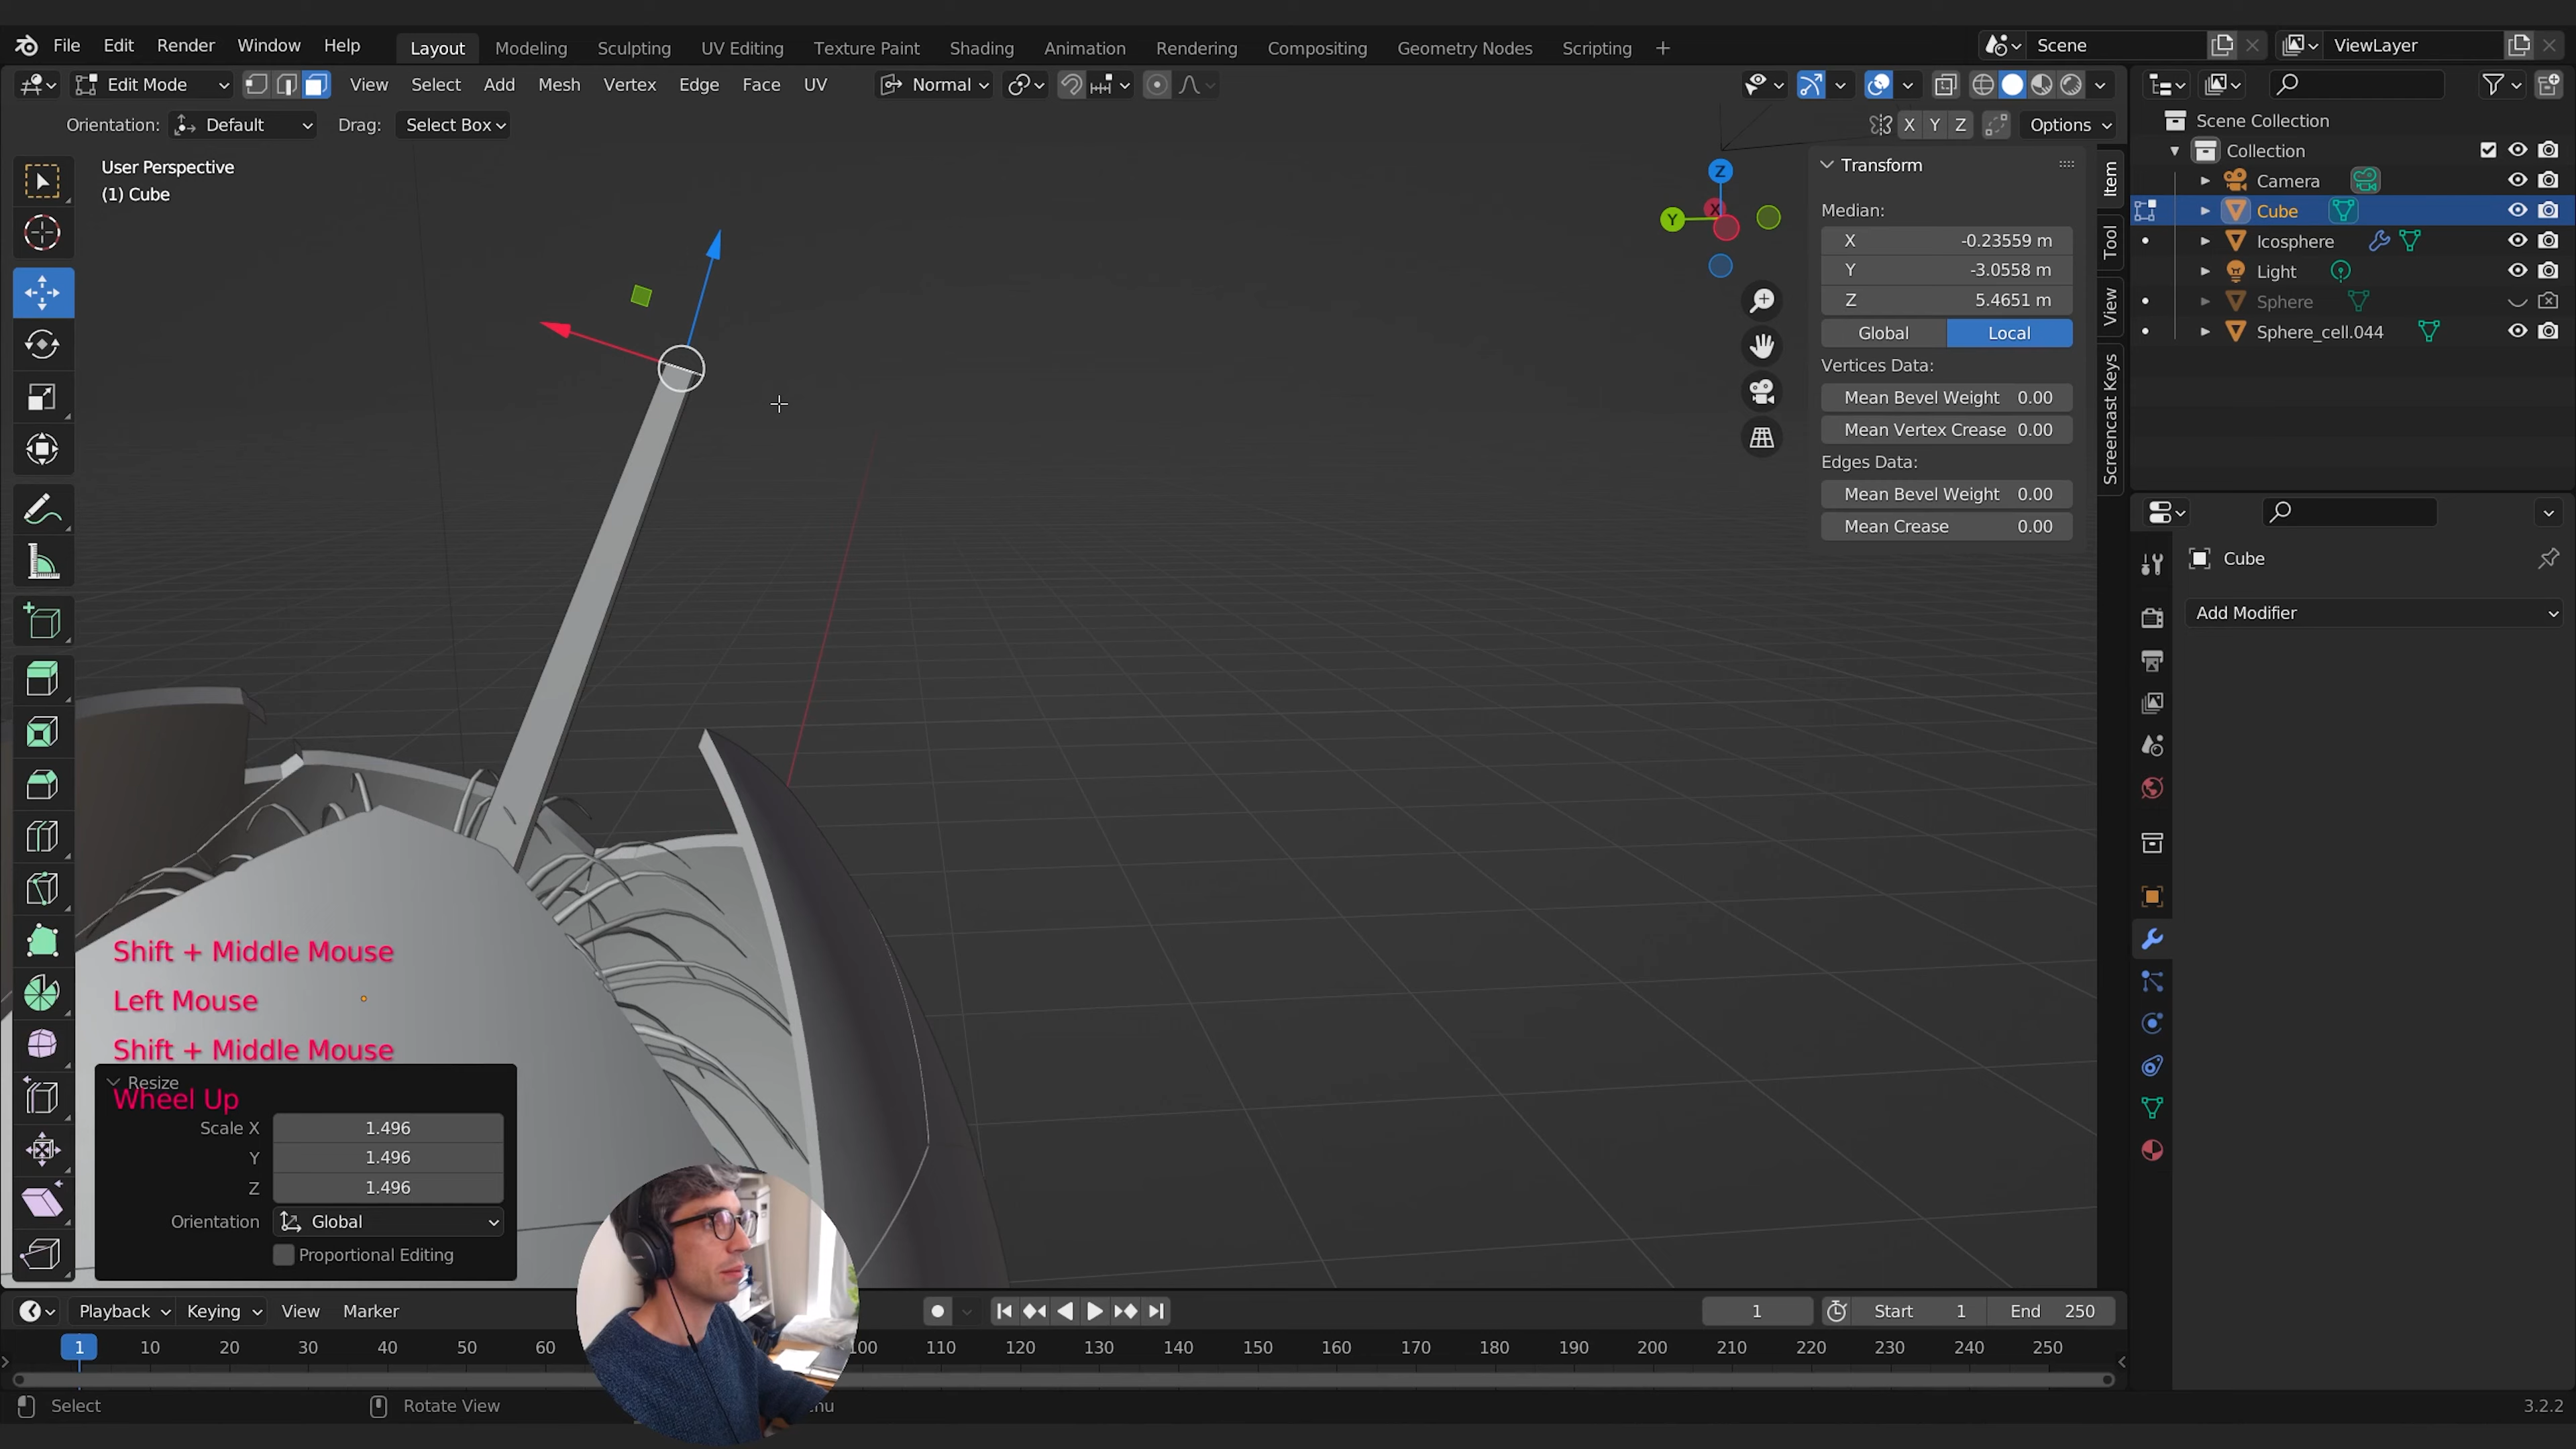 File Edit Render Window Help Layout Modeling Sculpting UV Editing Texture Paint Shading Animation Rendering Compositing Geometry Nodes Scripting Scene ViewLayer
Edit Mode View Select Add Mesh Vertex Edge Face UV Normal
Orientation: Default Drag: Select Box X Y Z Options
User Perspective
(1) Cube
Z
Y
X
Transform
Median:
X -0.23559 m
Y -3.0558 m
Z 5.4651 m
Global Local
Vertices Data:
Mean Bevel Weight 0.00
Mean Vertex Crease 0.00
Edges Data:
Mean Bevel Weight 0.00
Mean Crease 0.00
Item
Tool
View
Screencast Keys
Scene Collection
Collection
Camera
Cube
Icosphere
Light
Sphere
Sphere_cell.044
Cube
Add Modifier
Shift + Middle Mouse
Left Mouse
Shift + Middle Mouse
Resize
Wheel Up
Scale X 1.496
Y 1.496
Z 1.496
Orientation Global
Proportional Editing
Playback Keying View Marker 1 Start 1 End 250
1 10 20 30 40 50 60 100 110 120 130 140 150 160 170 180 190 200 210 220 230 240 250
Select Rotate View 3.2.2